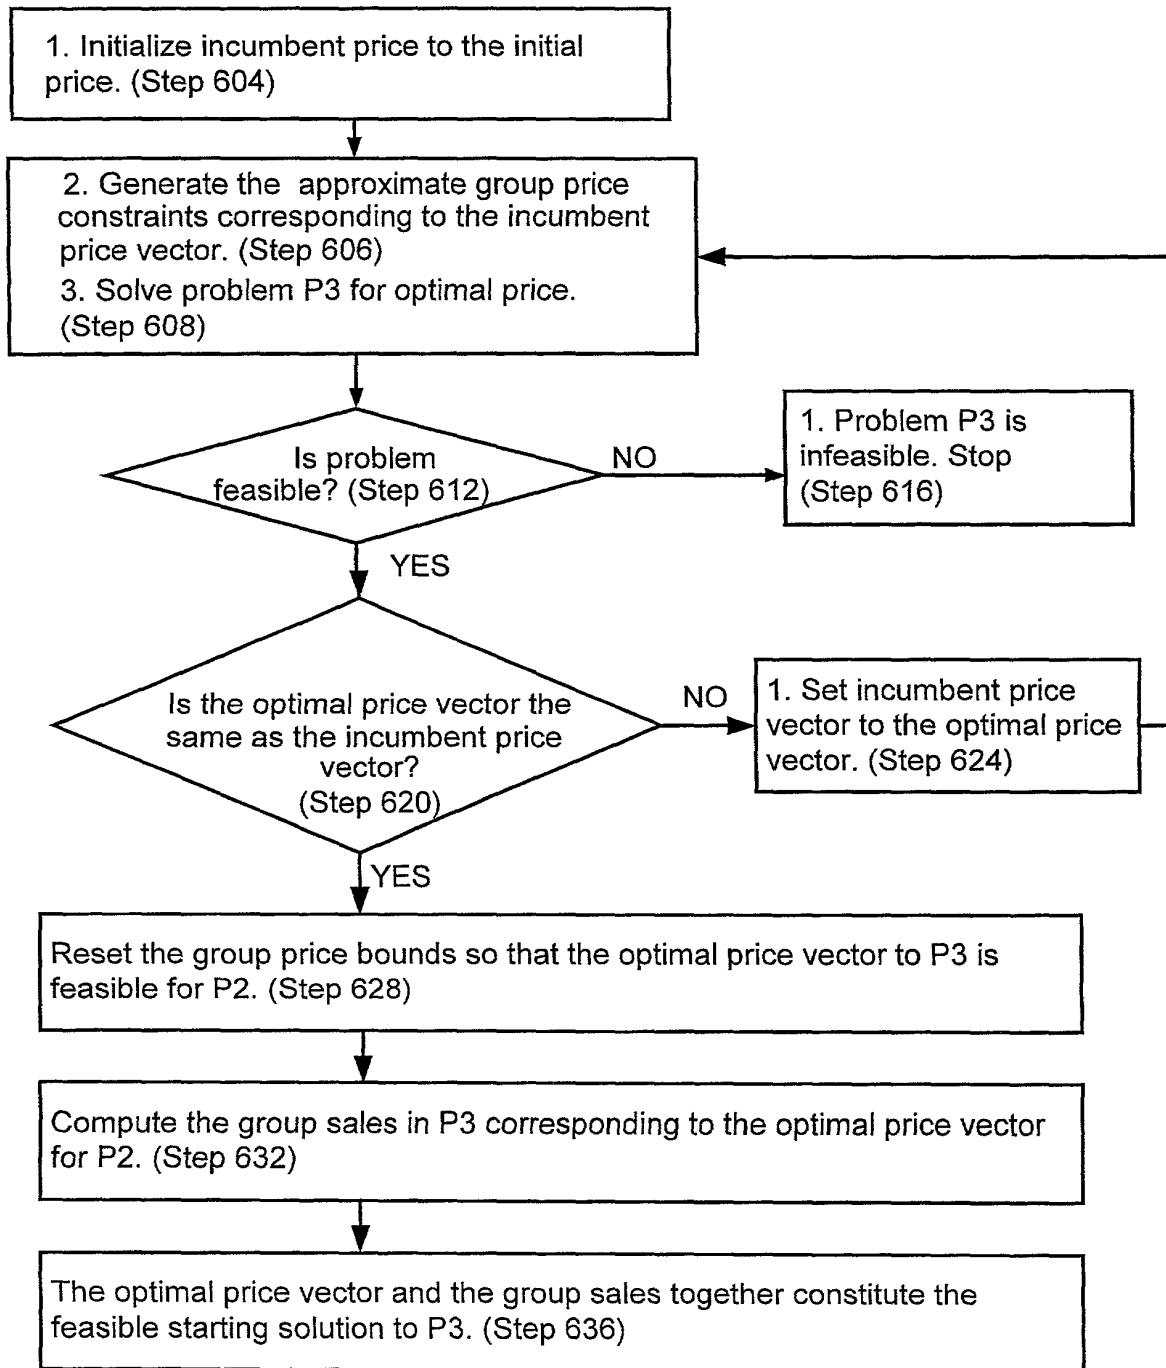 1. Initialize incumbent price to the initial
price. (Step 604)
2. Generate the approximate group price
constraints corresponding to the incumbent
price vector. (Step 606)
3. Solve problem P3 for optimal price.
(Step 608)
Is problem
feasible? (Step 612)
NO
1. Problem P3 is
infeasible. Stop
(Step 616)
YES
Is the optimal price vector the
same as the incumbent price
vector?
(Step 620)
NO
1. Set incumbent price
vector to the optimal price
vector. (Step 624)
YES
Reset the group price bounds so that the optimal price vector to P3 is
feasible for P2. (Step 628)
Compute the group sales in P3 corresponding to the optimal price vector
for P2. (Step 632)
The optimal price vector and the group sales together constitute the
feasible starting solution to P3. (Step 636)